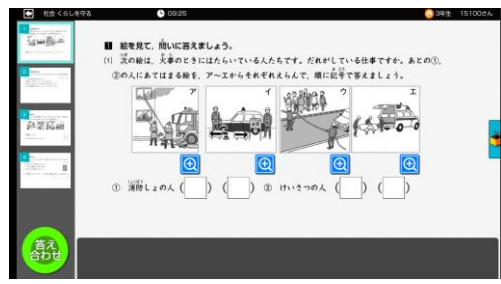 社会 くらしを守る
09:25
3年生 15100さん
1 絵を見て、問いに答えましょう。
(1) 次の絵は、火事のときにはたらいている人たちです。だれがしている仕事ですか。あとの①、
②の人にあてはまる絵を、ア～エからそれぞれえらんで、順に記号で答えましょう。
ア イ ウ エ
① 消防しょの人 ( ) ( ) ② けいさつの人 ( ) ( )
答え
合わせ